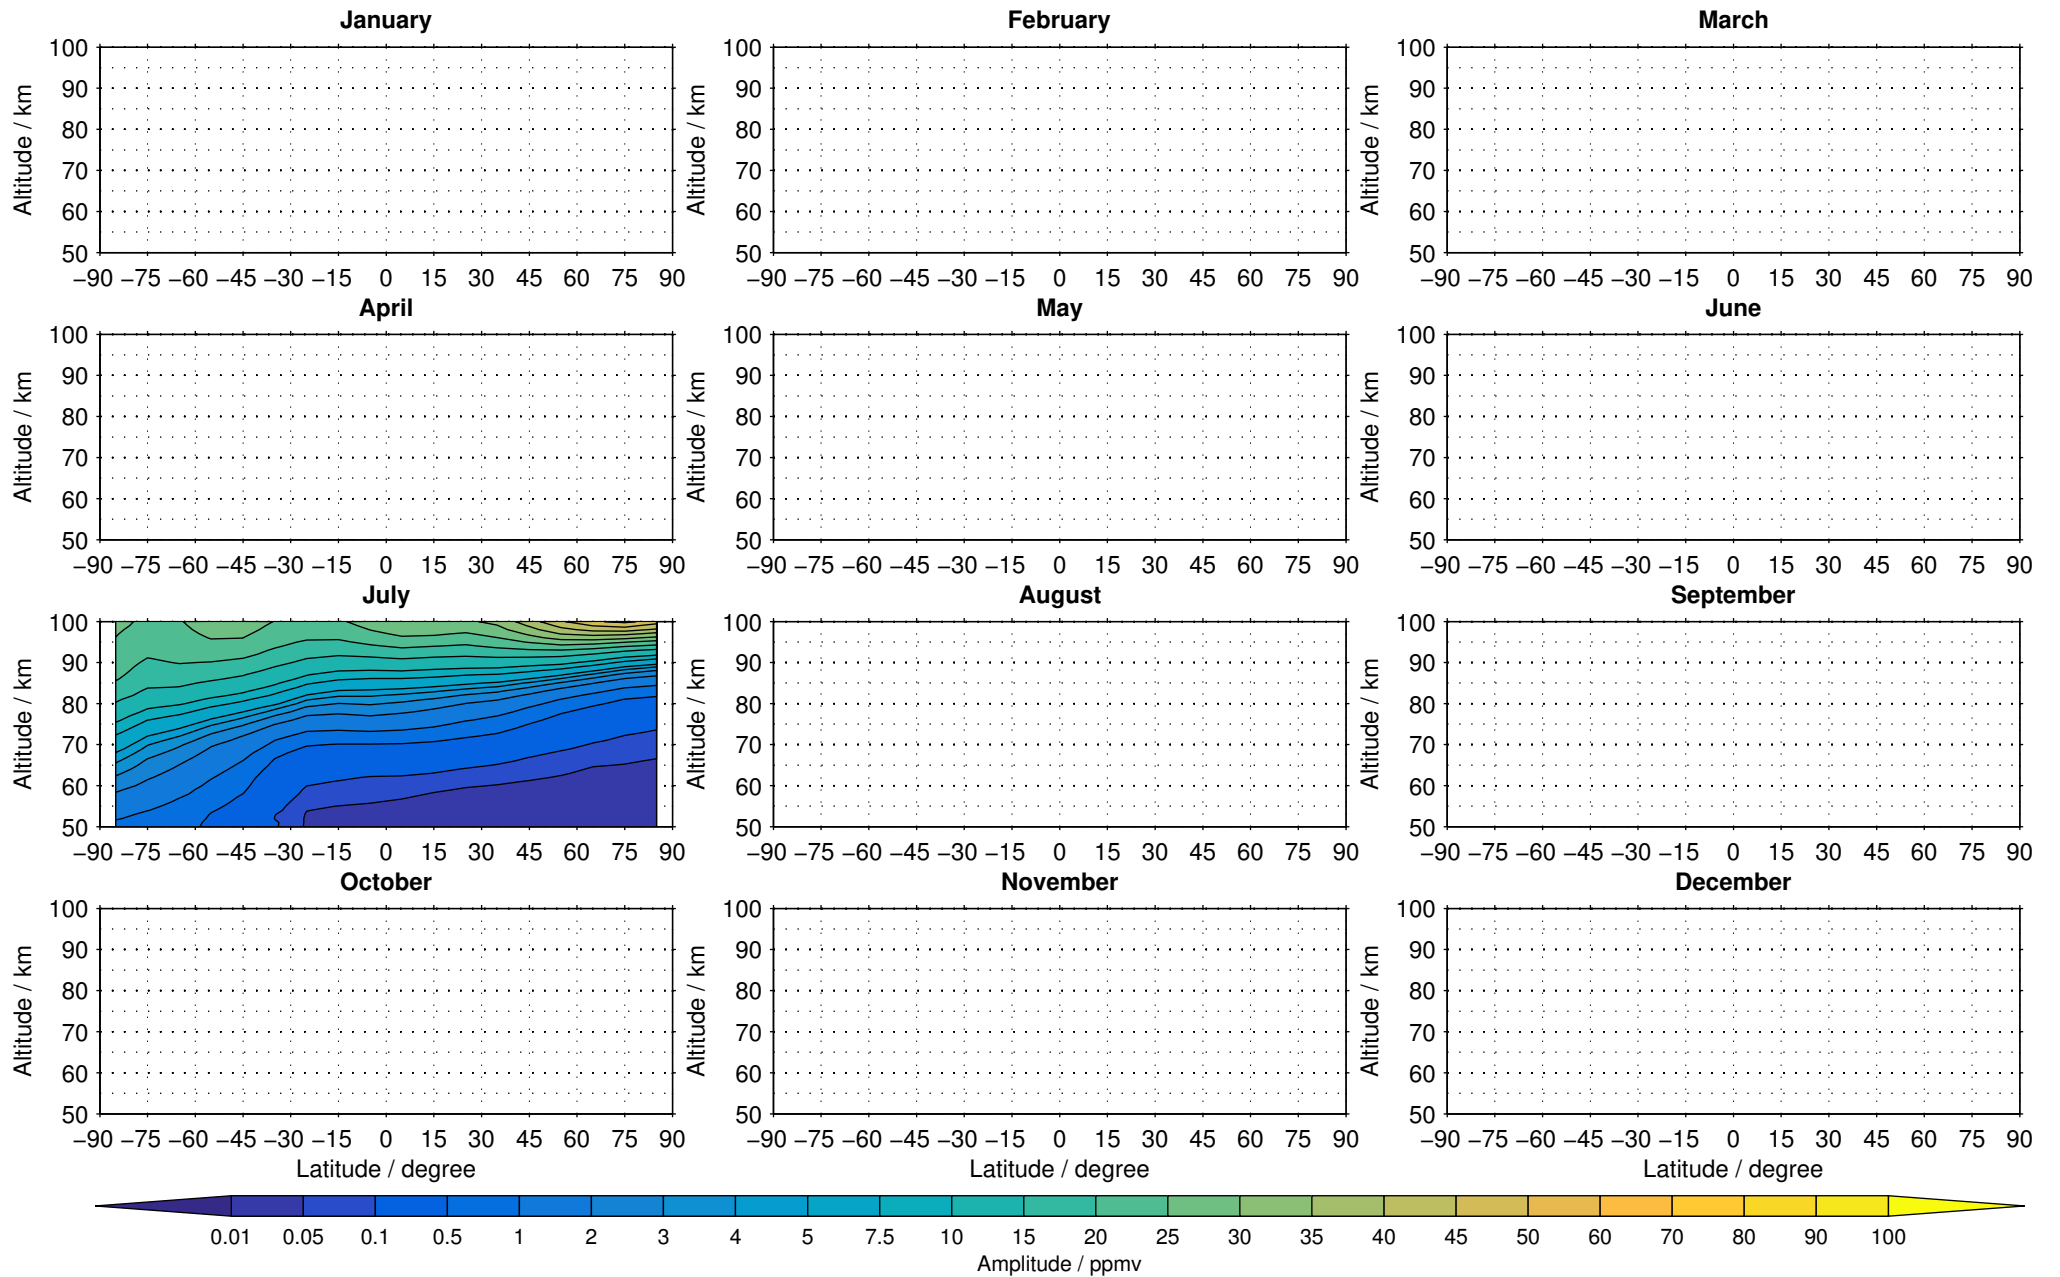 January February March
100 100 100
90 90 90
80 80 80
70 70 70
60 60 60
50 50 50
Altitude / km Altitude / km Altitude / km
−90 −75 −60 −45 −30 −15 0 15 30 45 60 75 90 −90 −75 −60 −45 −30 −15 0 15 30 45 60 75 90 −90 −75 −60 −45 −30 −15 0 15 30 45 60 75 90
April May June
100 100 100
90 90 90
80 80 80
70 70 70
60 60 60
50 50 50
Altitude / km Altitude / km Altitude / km
−90 −75 −60 −45 −30 −15 0 15 30 45 60 75 90 −90 −75 −60 −45 −30 −15 0 15 30 45 60 75 90 −90 −75 −60 −45 −30 −15 0 15 30 45 60 75 90
July August September
100 100 100
90 90 90
80 80 80
70 70 70
60 60 60
50 50 50
Altitude / km Altitude / km Altitude / km
−90 −75 −60 −45 −30 −15 0 15 30 45 60 75 90 −90 −75 −60 −45 −30 −15 0 15 30 45 60 75 90 −90 −75 −60 −45 −30 −15 0 15 30 45 60 75 90
October November December
100 100 100
90 90 90
80 80 80
70 70 70
60 60 60
50 50 50
Altitude / km Altitude / km Altitude / km
−90 −75 −60 −45 −30 −15 0 15 30 45 60 75 90 −90 −75 −60 −45 −30 −15 0 15 30 45 60 75 90 −90 −75 −60 −45 −30 −15 0 15 30 45 60 75 90
Latitude / degree Latitude / degree Latitude / degree
0.01 0.05 0.1 0.5 1 2 3 4 5 7.5 10 15 20 25 30 35 40 45 50 60 70 80 90 100
Amplitude / ppmv